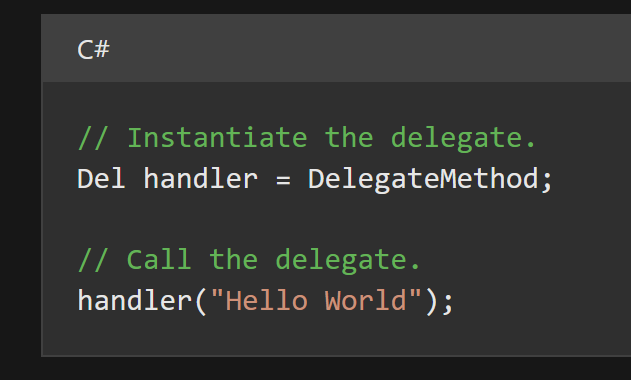 C#
// Instantiate the delegate.
Del handler = DelegateMethod;
// Call the delegate.
handler("Hello World");